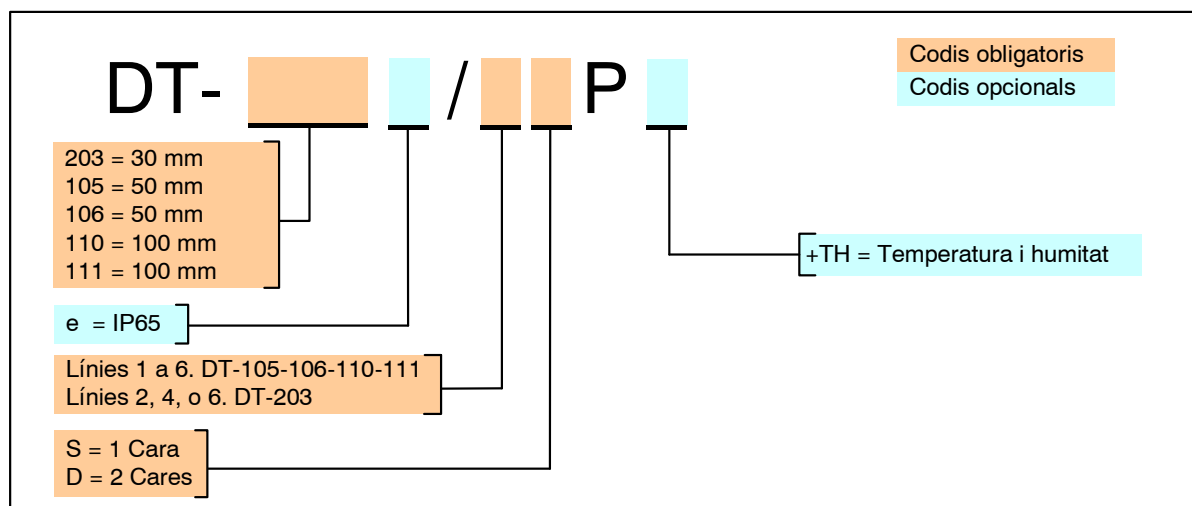 DT- / P
Codis obligatoris
Codis opcionals
203 = 30 mm
105 = 50 mm
106 = 50 mm
110 = 100 mm
111 = 100 mm
+TH = Temperatura i humitat
e = IP65
Línies 1 a 6. DT-105-106-110-111
Línies 2, 4, o 6. DT-203
S = 1 Cara
D = 2 Cares